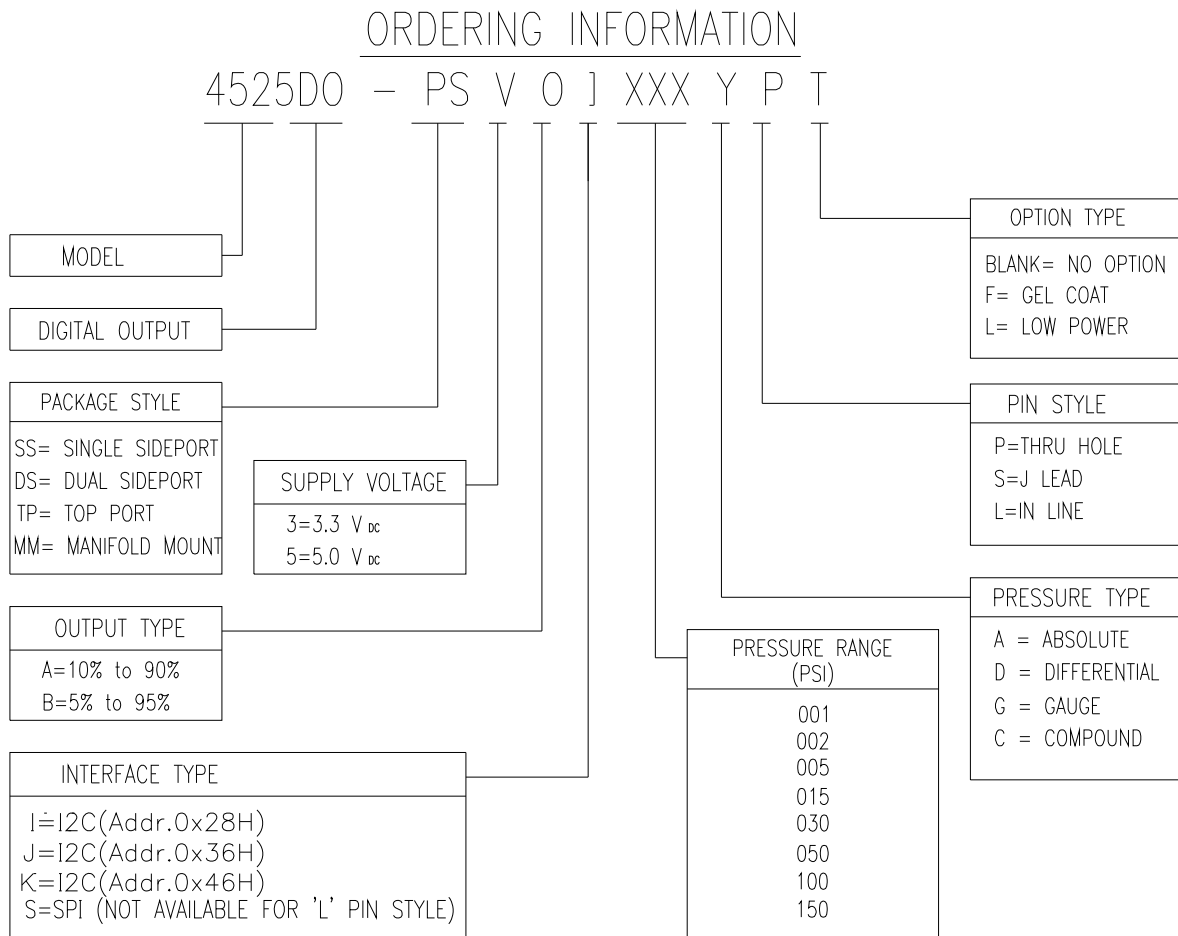 ORDERING INFORMATION
4525DO - PS V O I XXX Y P T
MODEL
DIGITAL OUTPUT
PACKAGE STYLE
SS= SINGLE SIDEPORT
DS= DUAL SIDEPORT
TP= TOP PORT
MM= MANIFOLD MOUNT
SUPPLY VOLTAGE
3=3.3 V DC
5=5.0 V DC
OUTPUT TYPE
A=10% to 90%
B=5% to 95%
INTERFACE TYPE
I=I2C(Addr.0x28H)
J=I2C(Addr.0x36H)
K=I2C(Addr.0x46H)
S=SPI (NOT AVAILABLE FOR 'L' PIN STYLE)
PRESSURE RANGE
(PSI)
001
002
005
015
030
050
100
150
OPTION TYPE
BLANK= NO OPTION
F= GEL COAT
L= LOW POWER
PIN STYLE
P=THRU HOLE
S=J LEAD
L=IN LINE
PRESSURE TYPE
A = ABSOLUTE
D = DIFFERENTIAL
G = GAUGE
C = COMPOUND